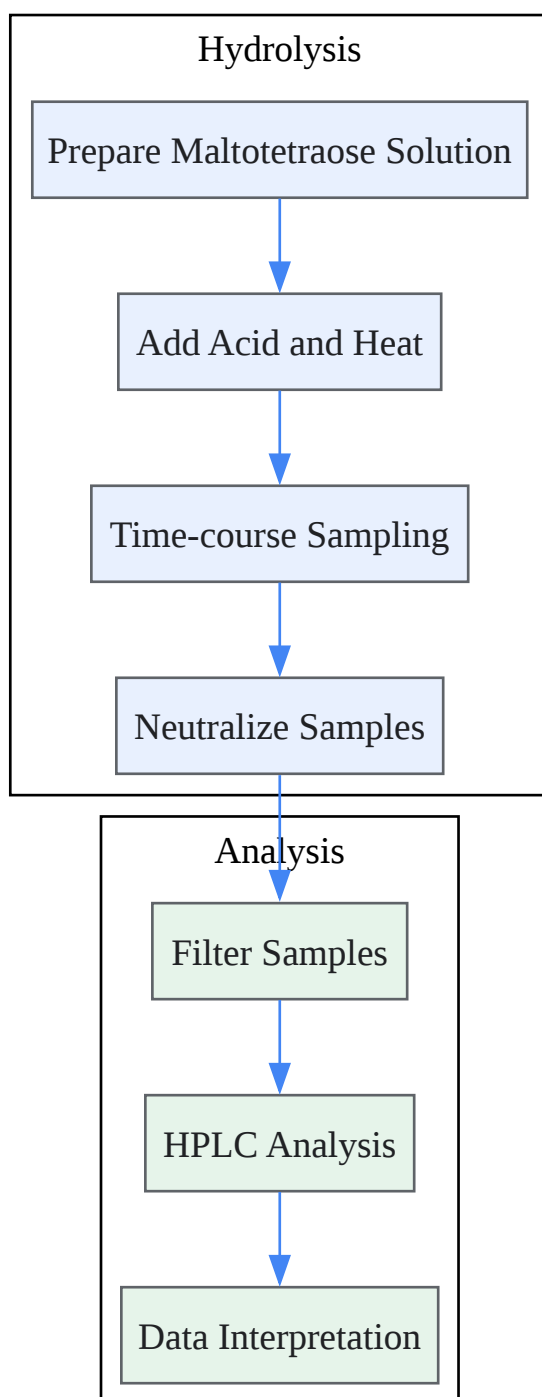 Hydrolysis
Prepare Maltotetraose Solution
Add Acid and Heat
Time-course Sampling
Neutralize Samples
Analysis
Filter Samples
HPLC Analysis
Data Interpretation